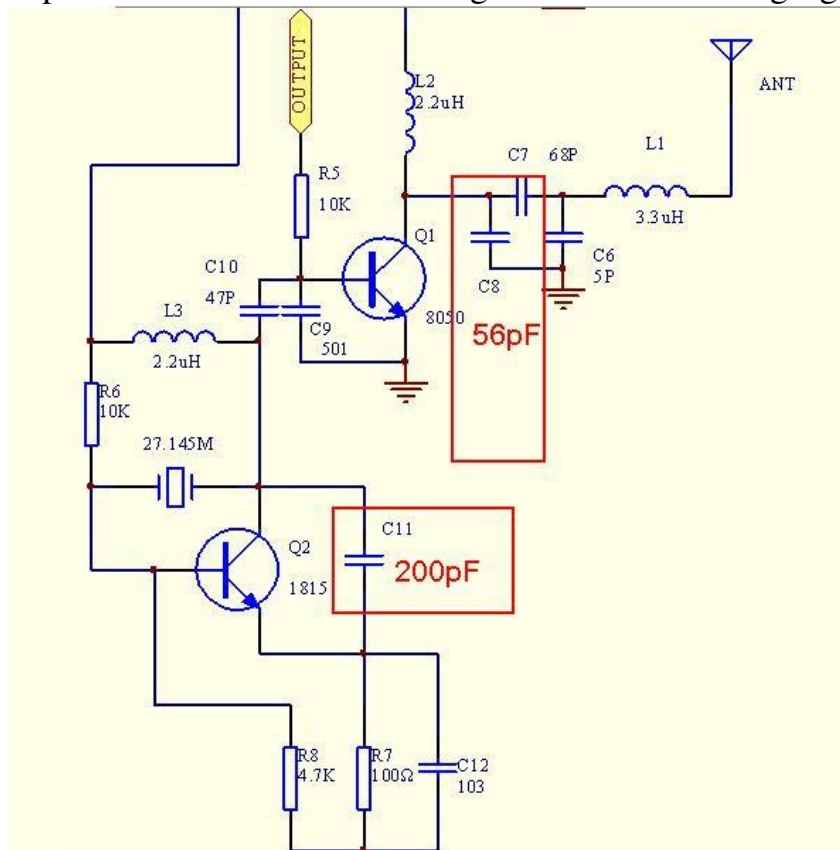 OUTPUT
L2
2.2uH
ANT
R5
10K
C7
68P
L1
3.3uH
Q1
8050
C8
C6
5P
56pF
C10
47P
C9
501
L3
2.2uH
R6
10K
27.145M
Q2
1815
C11
200pF
R8
4.7K
R7
100Ω
C12
103